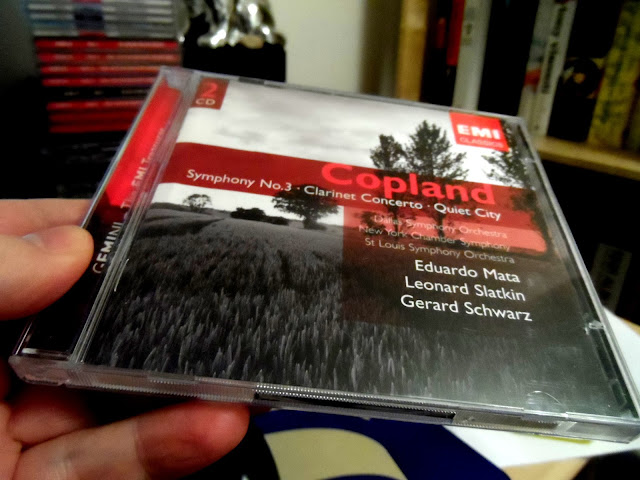 2
CD
EMI
CLASSICS
Copland
Symphony No.3 · Clarinet Concerto · Quiet City
Dallas Symphony Orchestra
New York Chamber Symphony
St Louis Symphony Orchestra
Eduardo Mata
Leonard Slatkin
Gerard Schwarz
GEMINI